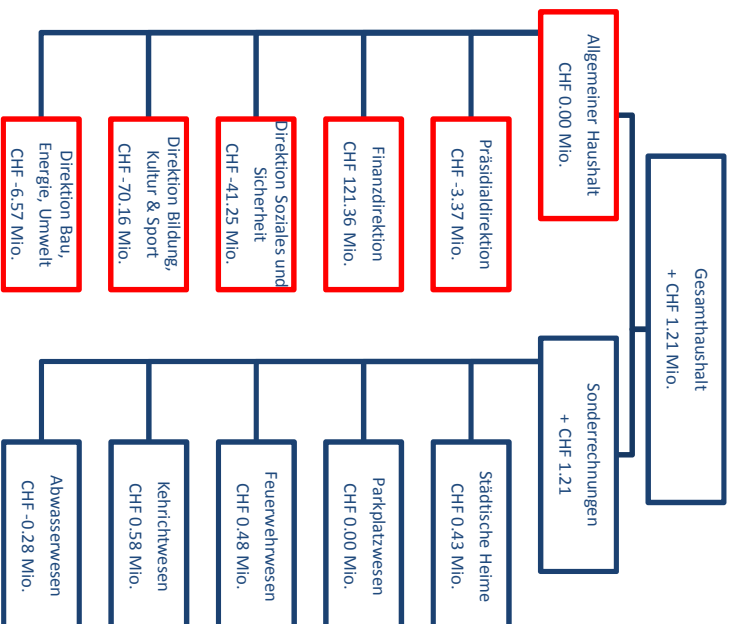 Gesamthaushalt
+ CHF 1.21 Mio.
Allgemeiner Haushalt
CHF 0.00 Mio.
Präsidialdirektion
CHF -3.37 Mio.
Finanzdirektion
CHF 121.36 Mio.
Direktion Soziales und
Sicherheit
CHF -41.25 Mio.
Direktion Bildung,
Kultur & Sport
CHF -70.16 Mio.
Direktion Bau,
Energie, Umwelt
CHF -6.57 Mio.
Sonderrechnungen
+ CHF 1.21
Städtische Heime
CHF 0.43 Mio.
Parkplatzwesen
CHF 0.00 Mio.
Feuerwehrwesen
CHF 0.48 Mio.
Kehrichtwesen
CHF 0.58 Mio.
Abwasserwesen
CHF -0.28 Mio.